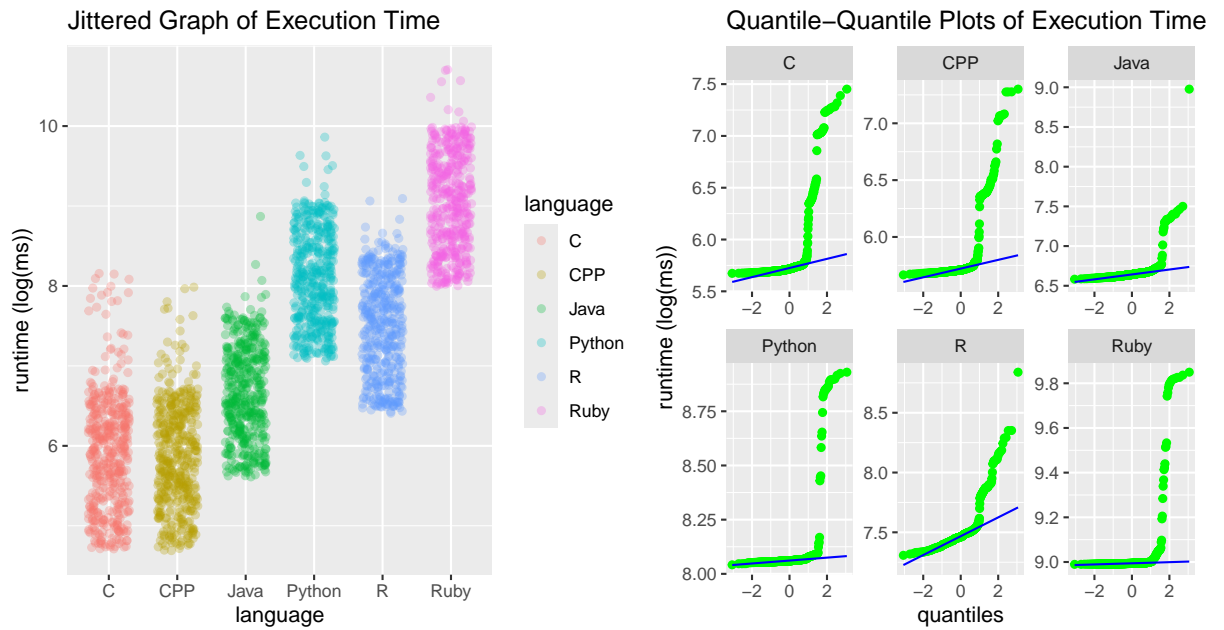 Jittered Graph of Execution Time
runtime (log(ms))
10
8
6
C
CPP
Java
Python
R
Ruby
language
language
C
CPP
Java
Python
R
Ruby
Quantile−Quantile Plots of Execution Time
runtime (log(ms))
C
7.5
7.0
6.5
6.0
5.5
−2
0
2
CPP
7.0
6.5
6.0
−2
0
2
Java
9.0
8.5
8.0
7.5
7.0
6.5
−2
0
2
Python
8.75
8.50
8.25
8.00
−2
0
2
R
8.5
8.0
7.5
−2
0
2
Ruby
9.8
9.6
9.4
9.2
9.0
−2
0
2
quantiles